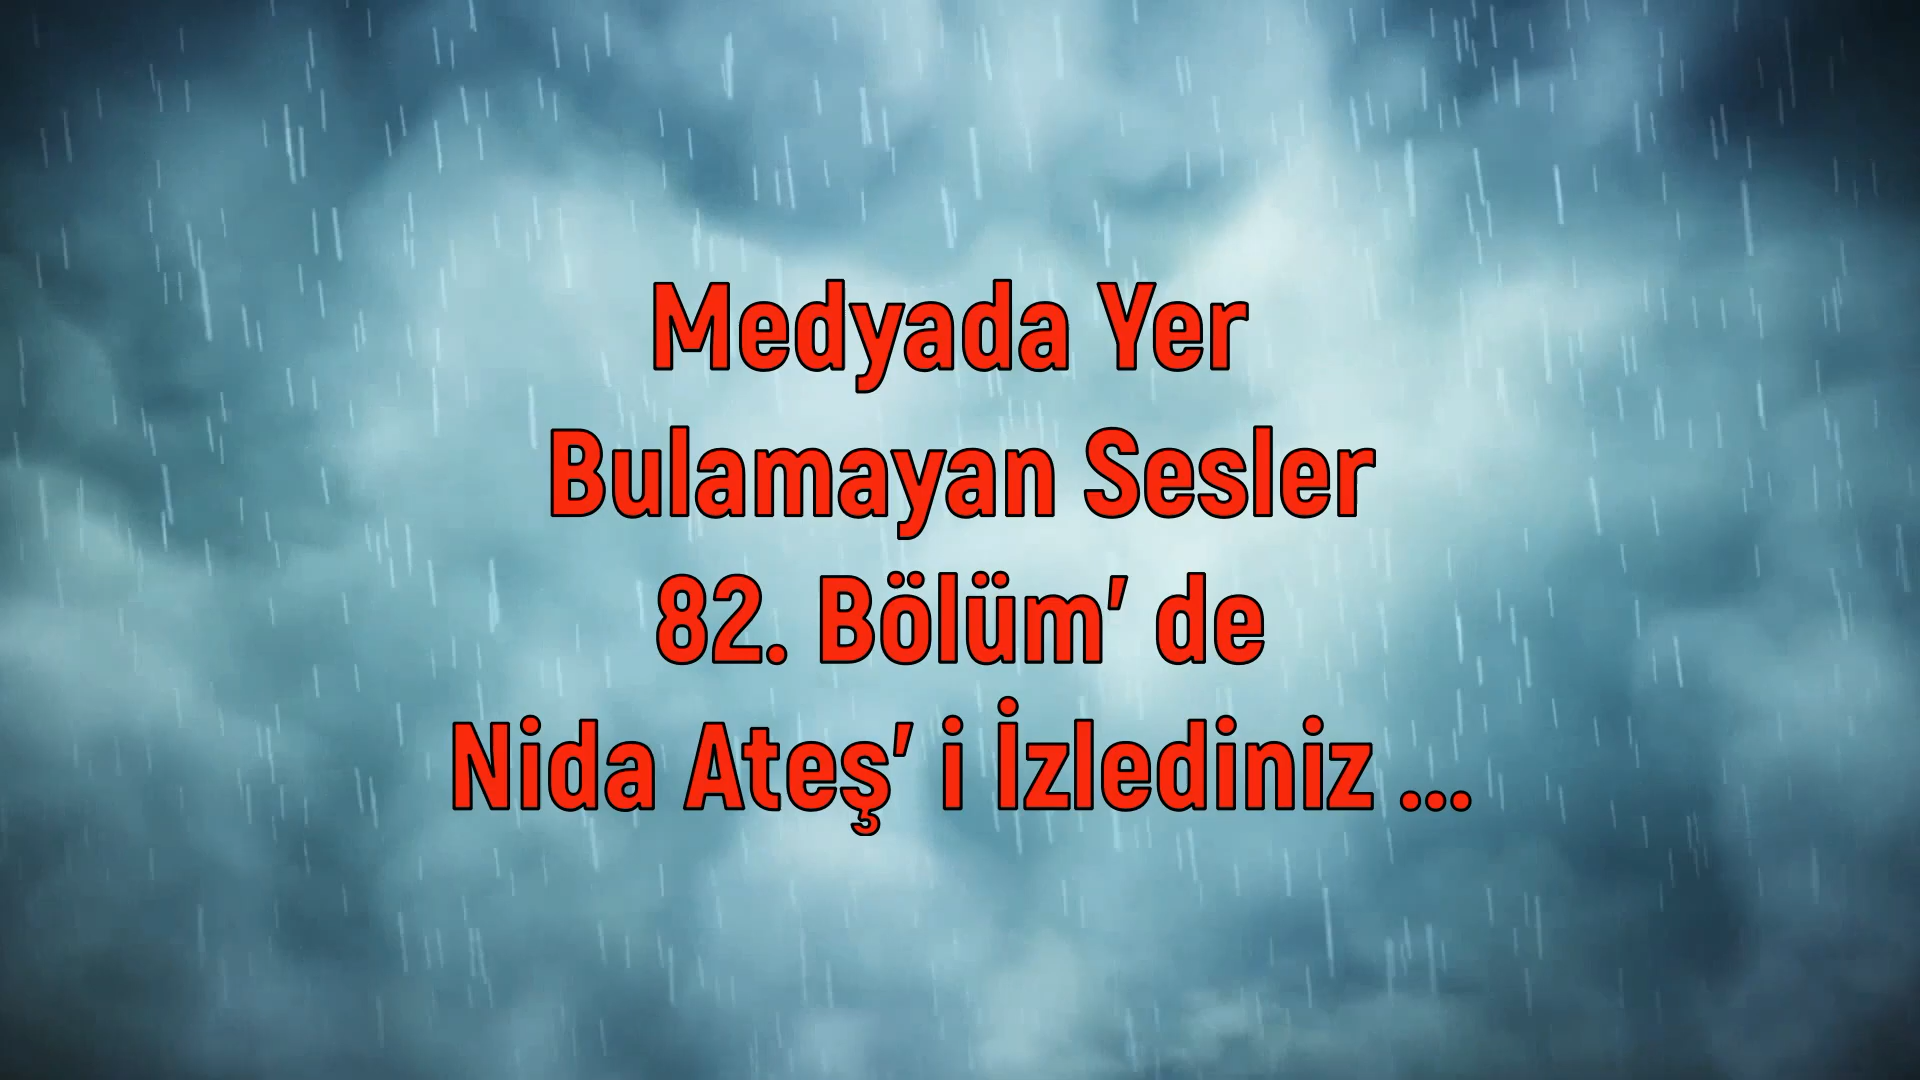 Medyada Yer
Bulamayan Sesler
82. Bölüm' de
Nida Ateş' i İzlediniz ...